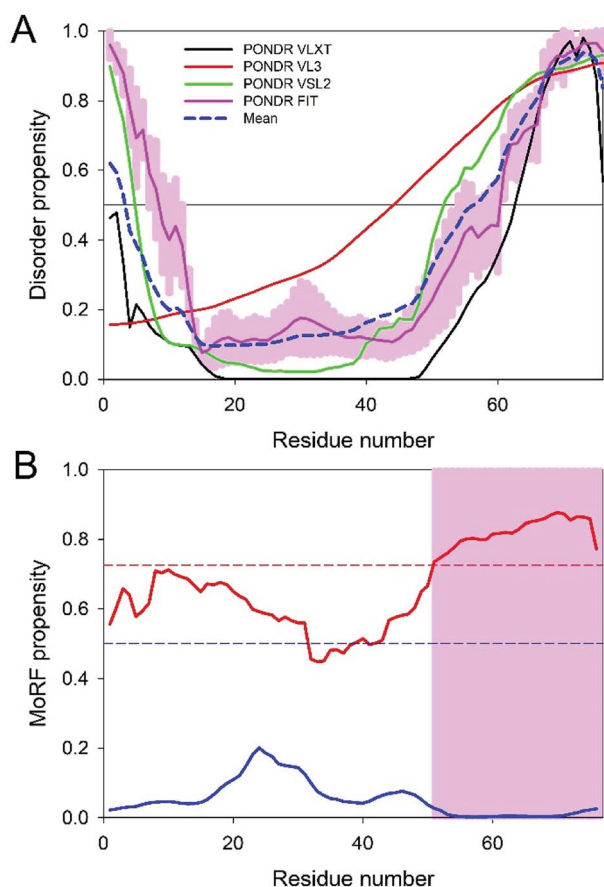 A
PONDR VLXT
PONDR VL3
PONDR VSL2
PONDR FIT
Mean
Disorder propensity
1.0
0.8
0.6
0.4
0.2
0.0
0 20 40 60
Residue number
B
MoRF propensity
1.0
0.8
0.6
0.4
0.2
0.0
0 20 40 60
Residue number